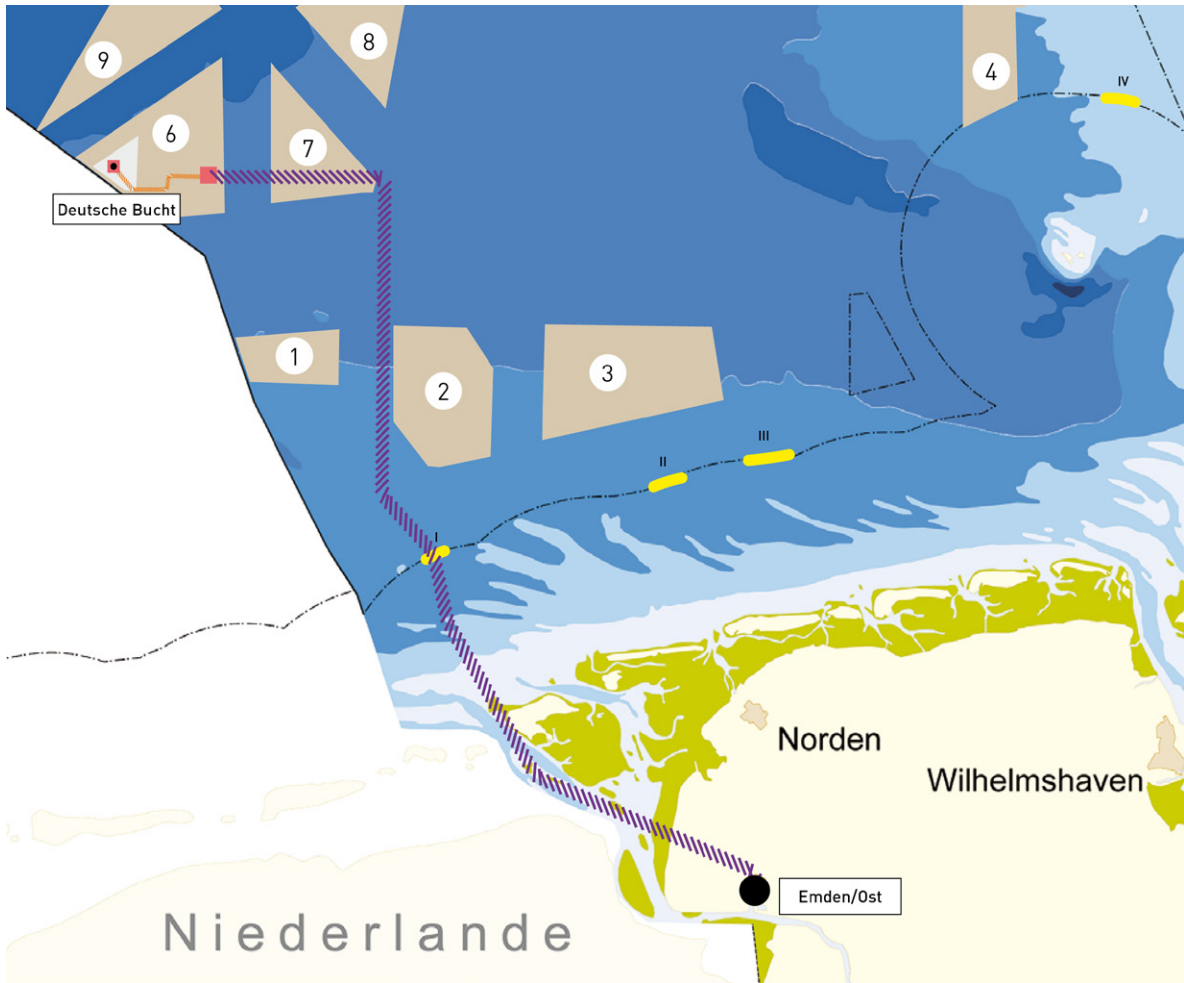 8
9
4
IV
6
7
Deutsche Bucht
1
2
3
III
II
I
Norden
Wilhelmshaven
Emden/Ost
Niederlande